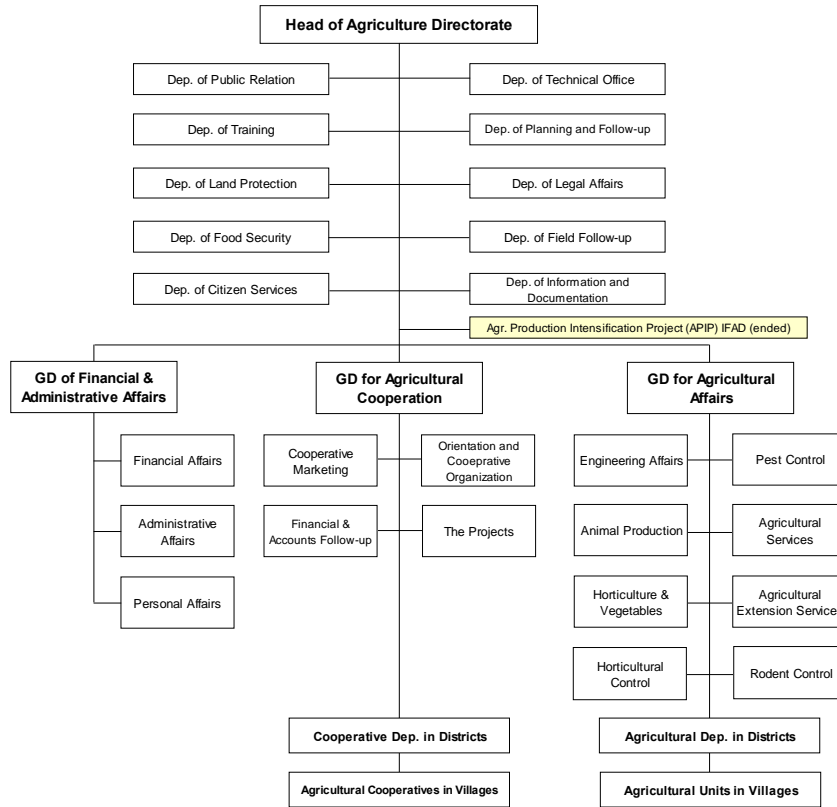 Head of Agriculture Directorate
Dep. of Public Relation
Dep. of Technical Office
Dep. of Training
Dep. of Planning and Follow-up
Dep. of Land Protection
Dep. of Legal Affairs
Dep. of Food Security
Dep. of Field Follow-up
Dep. of Citizen Services
Dep. of Information and
Documentation
Agr. Production Intensification Project (APIP) IFAD (ended)
GD of Financial &
Administrative Affairs
GD for Agricultural
Cooperation
GD for Agricultural
Affairs
Financial Affairs
Administrative
Affairs
Personal Affairs
Cooperative
Marketing
Orientation and
Cooeprative
Organization
Financial &
Accounts Follow-up
The Projects
Engineering Affairs
Pest Control
Animal Production
Agricultural
Services
Horticulture &
Vegetables
Agricultural
Extension Service
Horticultural
Control
Rodent Control
Cooperative Dep. in Districts
Agricultural Cooperatives in Villages
Agricultural Dep. in Districts
Agricultural Units in Villages